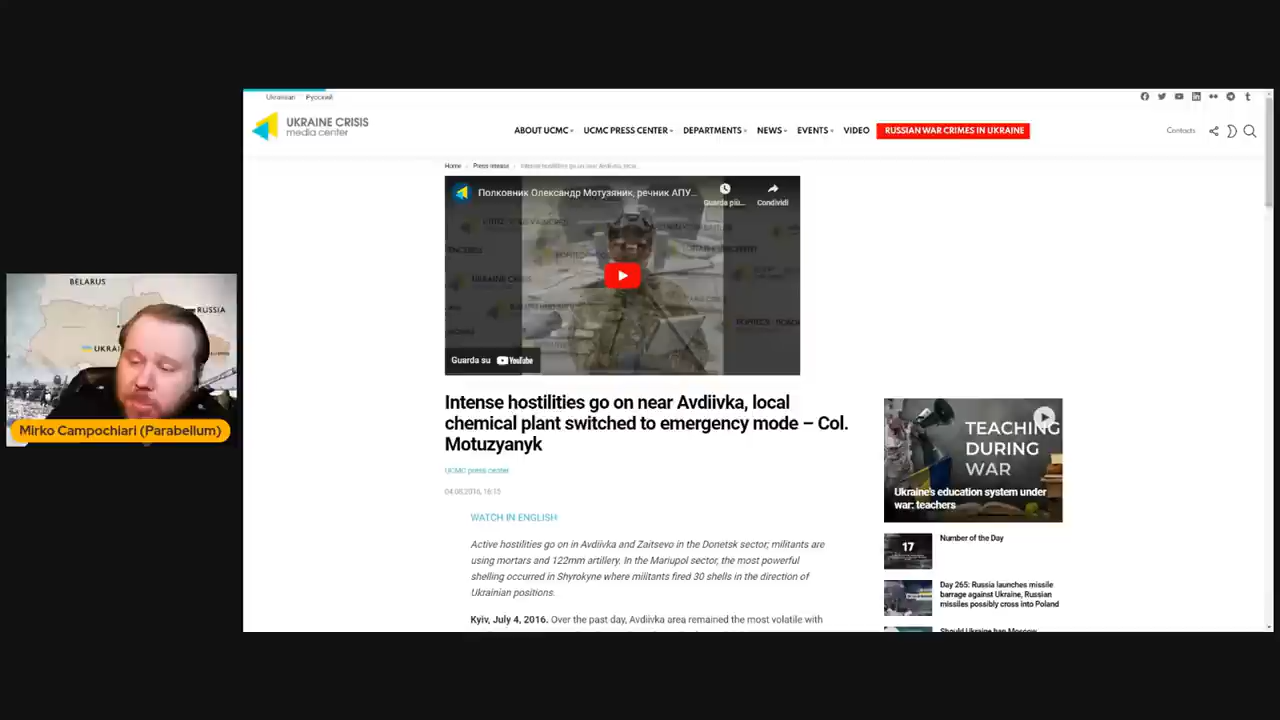 Ukrainian Русский
UKRAINE CRISIS
media center
ABOUT UCMC
UCMC PRESS CENTER
DEPARTMENTS
NEWS
EVENTS
VIDEO
RUSSIAN WAR CRIMES IN UKRAINE
Contacts
Home
Press release
Полковник Олександр Мотузяник, речник АПУ...
Guarda più...
Condividi
Guarda su YouTube
Intense hostilities go on near Avdiivka, local
chemical plant switched to emergency mode – Col.
Motuzyanyk
UCMC press center
04.08.2016, 16:15
WATCH IN ENGLISH
Active hostilities go on in Avdiivka and Zaitsevo in the Donetsk sector; militants are
using mortars and 122mm artillery. In the Mariupol sector, the most powerful
shelling occurred in Shyrokyne where militants fired 30 shells in the direction of
Ukrainian positions.
Kyiv, July 4, 2016. Over the past day, Avdiivka area remained the most volatile with
TEACHING
DURING
WAR
Ukraine's education system under
war: teachers
17
Number of the Day
Day 265: Russia launches missile
barrage against Ukraine, Russian
missiles possibly cross into Poland
Should Ukraine ban Moscow
BELARUS
RUSSIA
Mirko Campochiari (Parabellum)